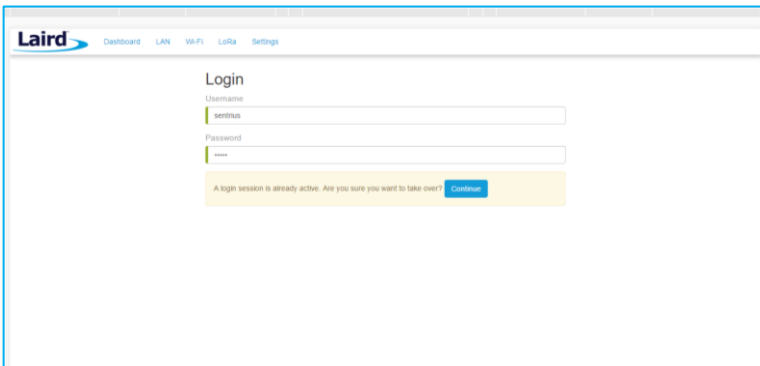 Laird
Dashboard LAN Wi-Fi LoRa Settings
Login
Username
sentrius
Password
•••••
A login session is already active. Are you sure you want to take over? Continue